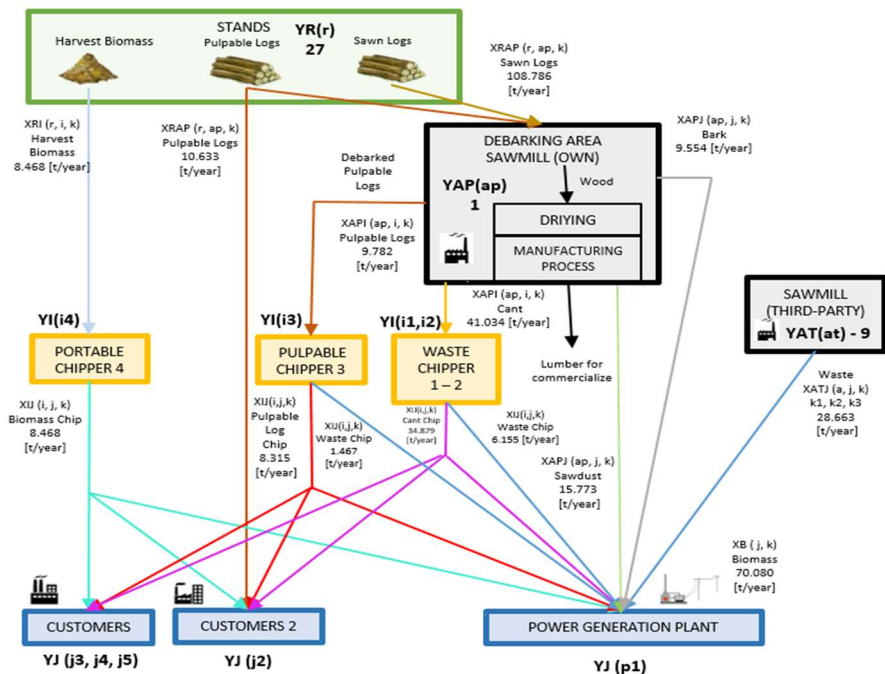 STANDS
YR(r)
27
Harvest Biomass
Pulpable Logs
Sawn Logs
XRAP (r, ap, k)
Sawn Logs
108.786
[t/year]
XRI (r, i, k)
Harvest
Biomass
8.468 [t/year]
XRAP (r, ap, k)
Pulpable Logs
10.633
[t/year]
Debarked
Pulpable
Logs
DEBARKING AREA
SAWMILL (OWN)
YAP(ap)
1
Wood
DRIYING
MANUFACTURING
PROCESS
XAPJ (ap, j, k)
Bark
9.554 [t/year]
XAPI (ap, i, k)
Pulpable Logs
9.782
[t/year]
XAPI (ap, i, k)
Cant
41.034 [t/year]
SAWMILL
(THIRD-PARTY)
YAT(at) - 9
YI(i4)
YI(i3)
YI(i1,i2)
PORTABLE
CHIPPER 4
PULPABLE
CHIPPER 3
WASTE
CHIPPER
1 – 2
Lumber for
commercialize
Waste
XATJ (a, j, k)
k1, k2, k3
28.663
[t/year]
XIJ (i, j, k)
Biomass Chip
8.468
[t/year]
XIJ(i,j,k)
Pulpable
Log
Chip
8.315
[t/year]
XIJ(i,j,k)
Waste Chip
1.467
[t/year]
XIJ(i,j,k)
Cant Chip
34.879
[t/year]
XIJ(i,j,k)
Waste Chip
6.155 [t/year]
XAPJ (ap, j, k)
Sawdust
15.773
[t/year]
XB ( j, k)
Biomass
70.080
[t/year]
CUSTOMERS
CUSTOMERS 2
POWER GENERATION PLANT
YJ (j3, j4, j5)
YJ (j2)
YJ (p1)